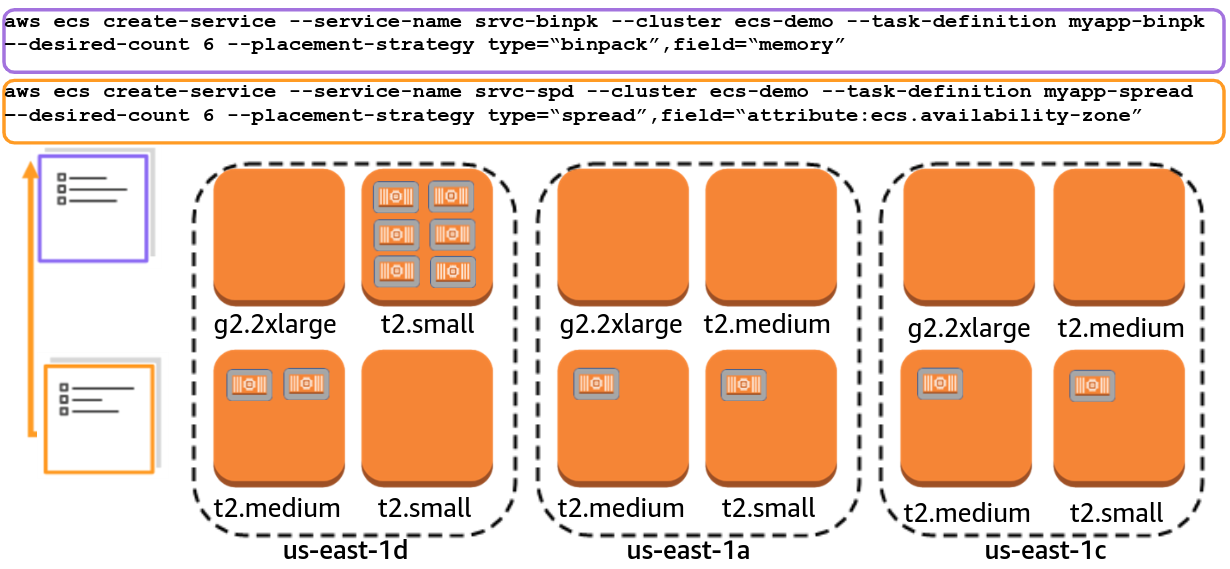 aws ecs create-service --service-name srvc-binpk --cluster ecs-demo --task-definition myapp-binpk
--desired-count 6 --placement-strategy type=“binpack”,field=“memory”
aws ecs create-service --service-name srvc-spd --cluster ecs-demo --task-definition myapp-spread
--desired-count 6 --placement-strategy type=“spread”,field=“attribute:ecs.availability-zone”
g2.2xlarge t2.small g2.2xlarge t2.medium g2.2xlarge t2.medium
t2.medium t2.small t2.medium t2.small t2.medium t2.small
us-east-1d us-east-1a us-east-1c